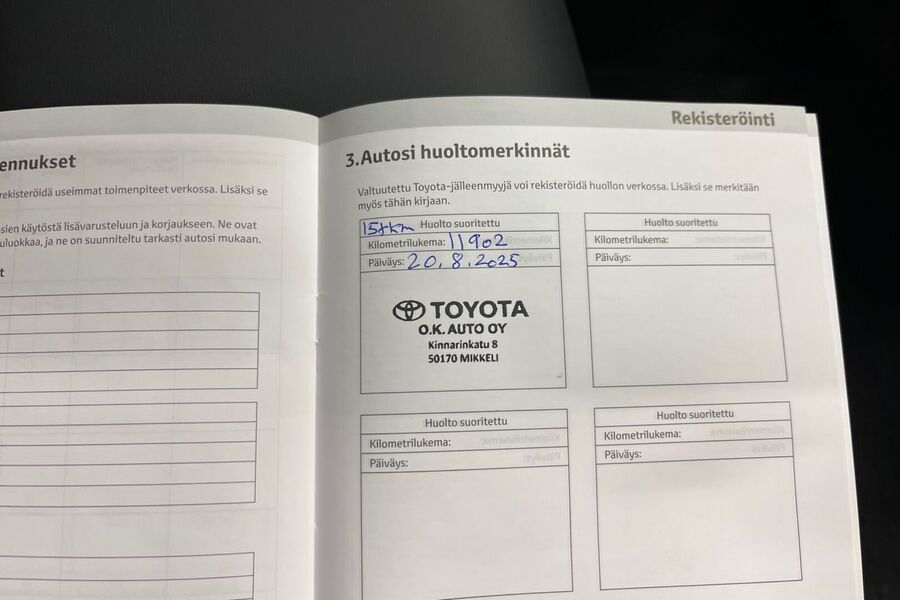 ennukset
rekisteröidä useimmat toimenpiteet verkossa. Lisäksi se
sien käytöstä lisävarusteluun ja korjaukseen. Ne ovat
uluokkaa, ja ne on suunniteltu tarkasti autosi mukaan.
t
Rekisteröinti
3.Autosi huoltomerkinnät
Valtuutettu Toyota-jälleenmyyjä voi rekisteröidä huollon verkossa. Lisäksi se merkitään
myös tähän kirjaan.
15tkm Huolto suoritettu
Kilometrilukema: 11902
Päiväys: 20.8.2025
TOYOTA
O.K. AUTO OY
Kinnarinkatu 8
50170 MIKKELI
Huolto suoritettu
Kilometrilukema:
Päiväys:
Huolto suoritettu
Kilometrilukema:
Päiväys:
Huolto suoritettu
Kilometrilukema:
Päiväys: